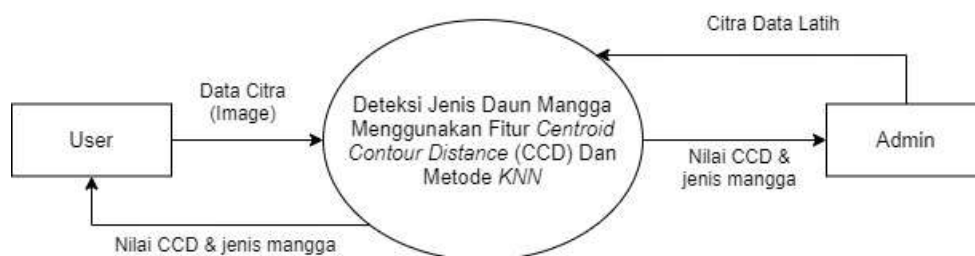 Citra Data Latih
Data Citra
(Image)
User
Deteksi Jenis Daun Mangga
Menggunakan Fitur Centroid
Contour Distance (CCD) Dan
Metode KNN
Nilai CCD &
jenis mangga
Admin
Nilai CCD & jenis mangga